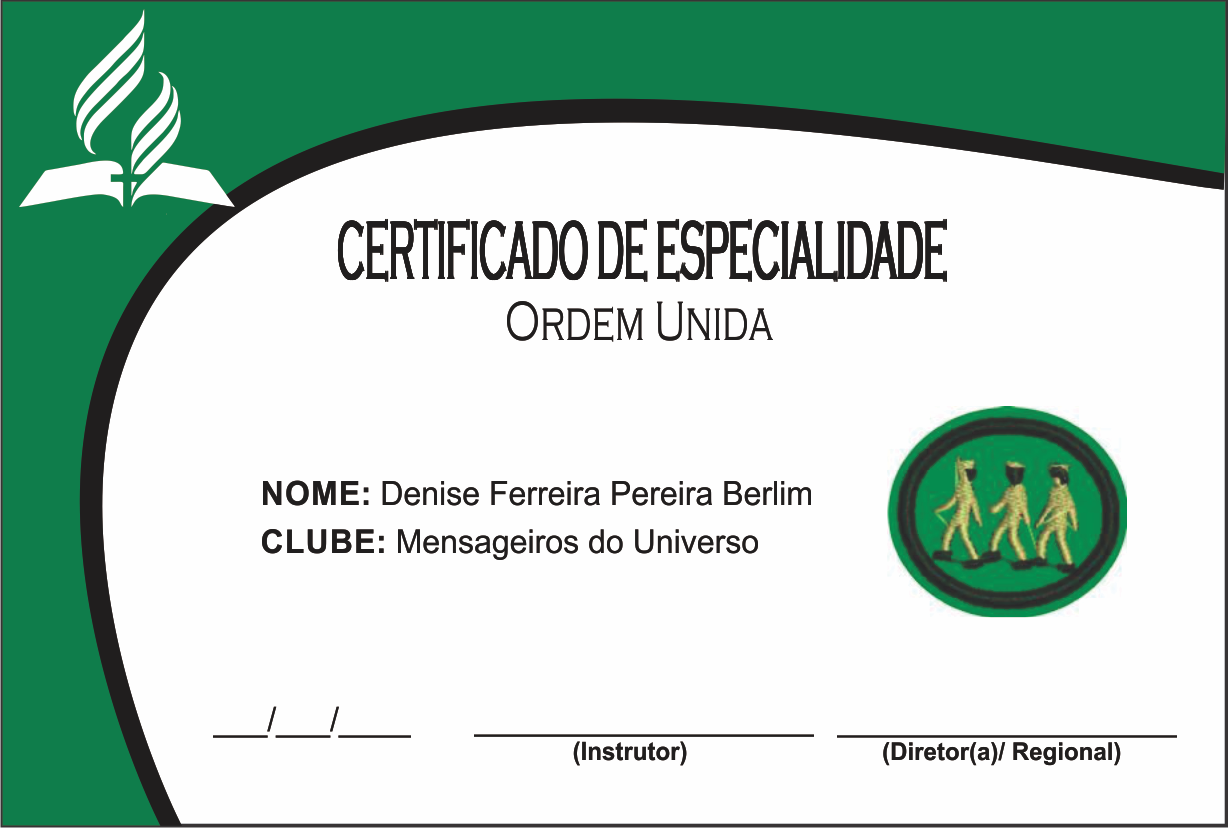 CERTIFICADO DE ESPECIALIDADE
ORDEM UNIDA
NOME: Denise Ferreira Pereira Berlim
CLUBE: Mensageiros do Universo
___/___/____
(Instrutor)
(Diretor(a)/ Regional)